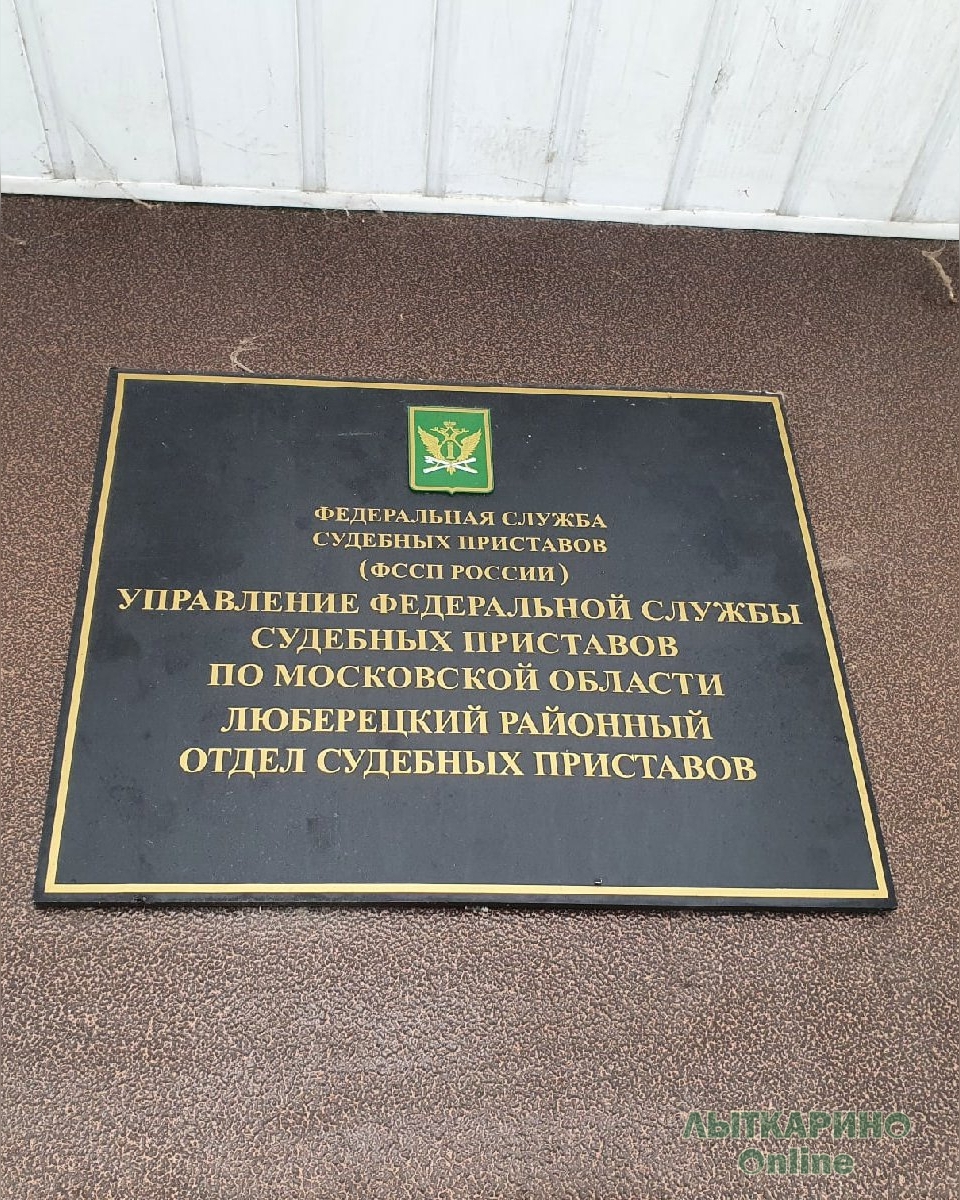 ФЕДЕРАЛЬНАЯ СЛУЖБА
СУДЕБНЫХ ПРИСТАВОВ
(ФССП РОССИИ)
УПРАВЛЕНИЕ ФЕДЕРАЛЬНОЙ СЛУЖБЫ
СУДЕБНЫХ ПРИСТАВОВ
ПО МОСКОВСКОЙ ОБЛАСТИ
ЛЮБЕРЕЦКИЙ РАЙОННЫЙ
ОТДЕЛ СУДЕБНЫХ ПРИСТАВОВ
ЛЫТКАРИНО
Online